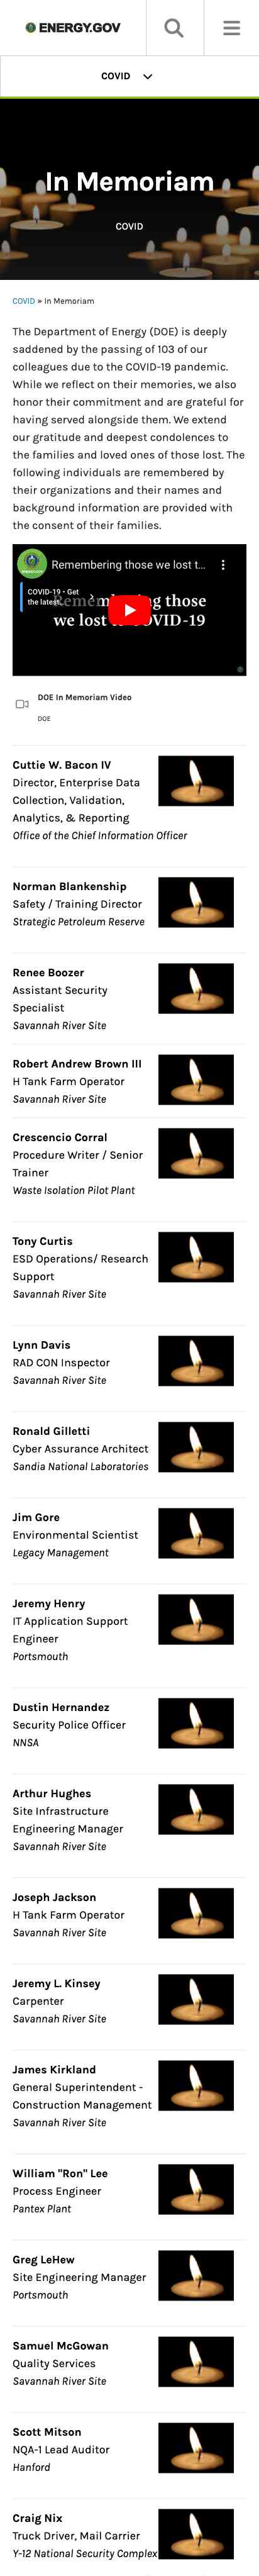 ENERGY.GOV
COVID
In Memoriam
COVID
COVID » In Memoriam
The Department of Energy (DOE) is deeply
saddened by the passing of 103 of our
colleagues due to the COVID-19 pandemic.
While we reflect on their memories, we also
honor their commitment and are grateful for
having served alongside them. We extend
our gratitude and deepest condolences to
the families and loved ones of those lost. The
following individuals are remembered by
their organizations and their names and
background information are provided with
the consent of their families.
Remembering those we lost t...
COVID-19 • Get
the latest
Remembering those
we lost to COVID-19
DOE In Memoriam Video
DOE
Cuttie W. Bacon IV
Director, Enterprise Data
Collection, Validation,
Analytics, & Reporting
Office of the Chief Information Officer
Norman Blankenship
Safety / Training Director
Strategic Petroleum Reserve
Renee Boozer
Assistant Security
Specialist
Savannah River Site
Robert Andrew Brown III
H Tank Farm Operator
Savannah River Site
Crescencio Corral
Procedure Writer / Senior
Trainer
Waste Isolation Pilot Plant
Tony Curtis
ESD Operations/ Research
Support
Savannah River Site
Lynn Davis
RAD CON Inspector
Savannah River Site
Ronald Gilletti
Cyber Assurance Architect
Sandia National Laboratories
Jim Gore
Environmental Scientist
Legacy Management
Jeremy Henry
IT Application Support
Engineer
Portsmouth
Dustin Hernandez
Security Police Officer
NNSA
Arthur Hughes
Site Infrastructure
Engineering Manager
Savannah River Site
Joseph Jackson
H Tank Farm Operator
Savannah River Site
Jeremy L. Kinsey
Carpenter
Savannah River Site
James Kirkland
General Superintendent -
Construction Management
Savannah River Site
William "Ron" Lee
Process Engineer
Pantex Plant
Greg LeHew
Site Engineering Manager
Portsmouth
Samuel McGowan
Quality Services
Savannah River Site
Scott Mitson
NQA-1 Lead Auditor
Hanford
Craig Nix
Truck Driver, Mail Carrier
Y-12 National Security Complex